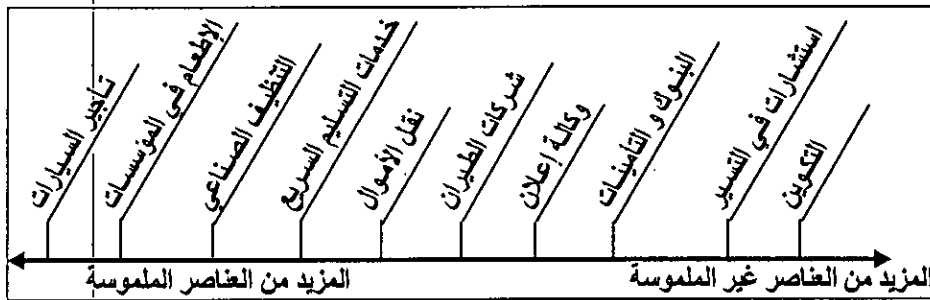 تأجير السيارات
الإطعام في المؤسسات
التنظيف الصناعي
خدمات التسليم السريع
نقل الأموال
شركات الطيران
وكالة إعلان
البنوك و التأمينات
استشارات في التسير
التكوين
المزيد من العناصر الملموسة
المزيد من العناصر غير الملموسة